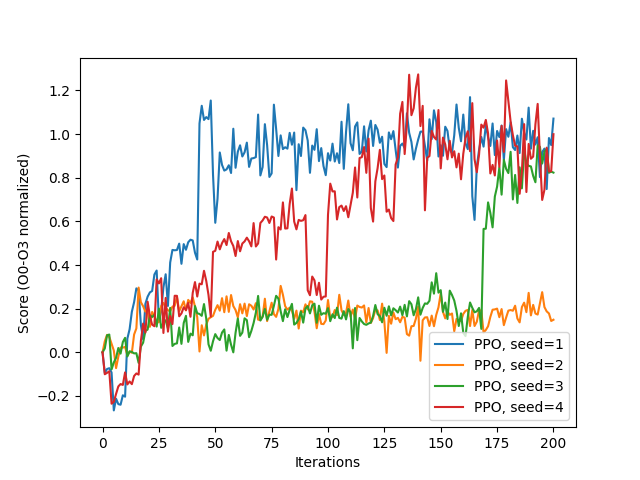 Score (O0-O3 normalized)
1.2
1.0
0.8
0.6
0.4
0.2
0.0
−0.2
PPO, seed=1
PPO, seed=2
PPO, seed=3
PPO, seed=4
0 25 50 75 100 125 150 175 200
Iterations